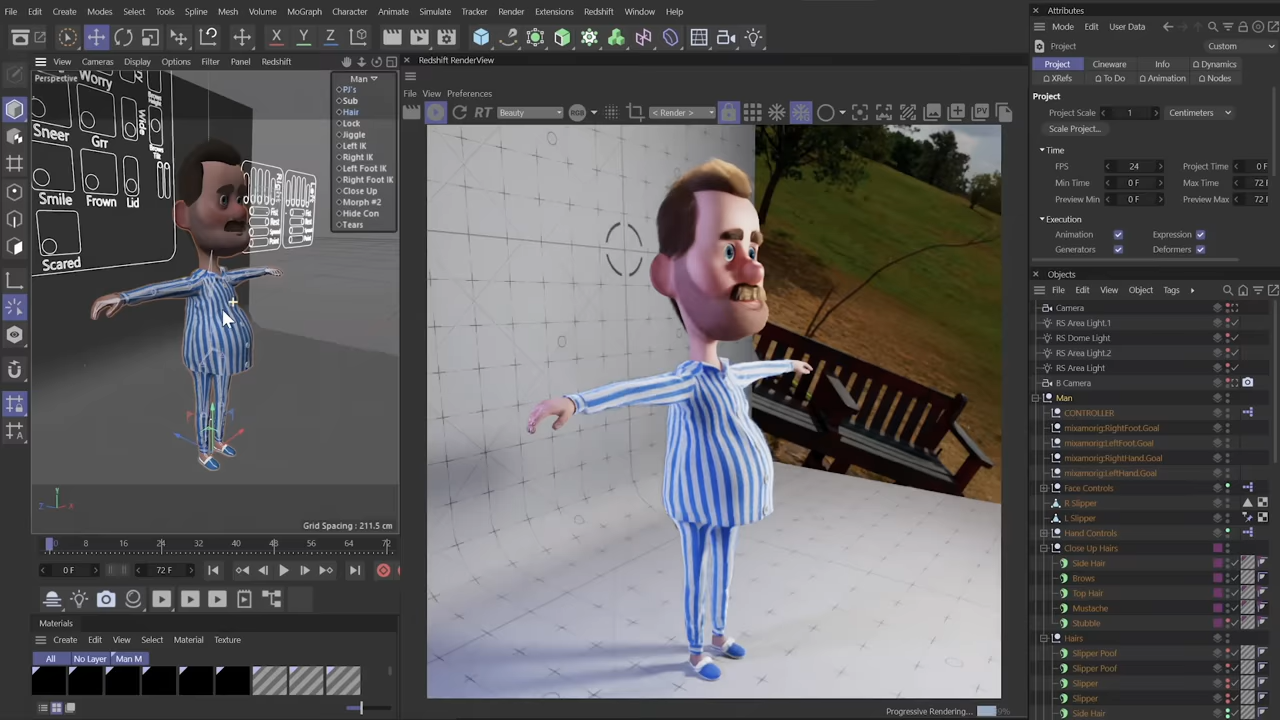 File Edit Create Modes Select Tools Spline Mesh Volume MoGraph Character Animate Simulate Tracker Render Extensions Redshift Window Help
X Y Z
View Cameras Display Options Filter Panel Redshift
Perspective
Worry
Sneer
Grr
Wide
Smile
Frown
Lid
Scared
Man
PJ's
Sub
Hair
Lock
Jiggle
Left IK
Right IK
Left Foot IK
Right Foot IK
Close Up
Morph #2
Hide Con
Tears
Z Y X
Grid Spacing : 211.5 cm
0 8 16 24 32 40 48 56 64 72
0 F 72 F
Materials
Create Edit View Select Material Texture
All No Layer Man M
Redshift RenderView
File View Preferences
RT Beauty RGB < Render > PV
Progressive Rendering...
Attributes
Mode Edit User Data
Project Custom
Project Cineware Info Dynamics
XRefs To Do Animation Nodes
Project
Project Scale 1 Centimeters
Scale Project...
Time
FPS 24 Project Time 0 F
Min Time 0 F Max Time 72 F
Preview Min 0 F Preview Max 72 F
Execution
Animation Expression
Generators Deformers
Objects
File Edit View Object Tags
Camera
RS Area Light.1
RS Dome Light
RS Area Light.2
RS Area Light
B Camera
Man
CONTROLLER
mixamorig:RightFoot.Goal
mixamorig:LeftFoot.Goal
mixamorig:RightHand.Goal
mixamorig:LeftHand.Goal
Face Controls
R Slipper
L Slipper
Hand Controls
Close Up Hairs
Side Hair
Brows
Top Hair
Mustache
Stubble
Hairs
Slipper Poof
Slipper Poof
Slipper
Slipper
Side Hair